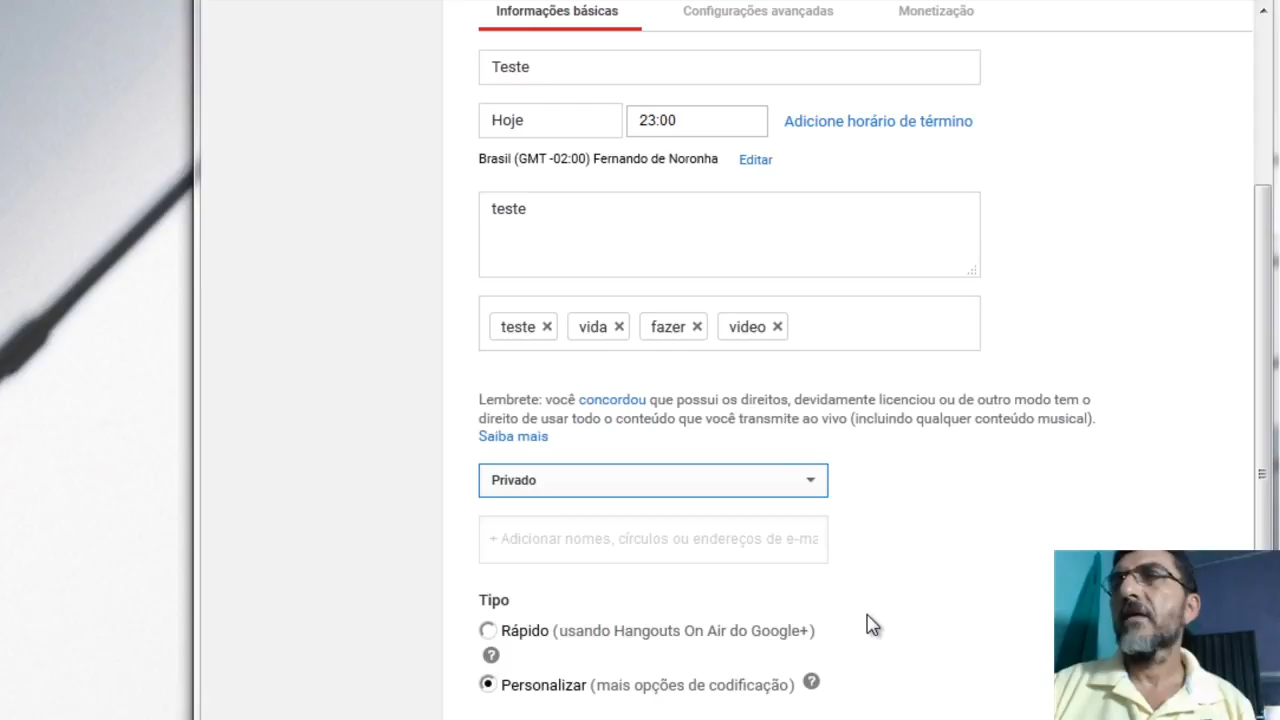 Informações básicas Configurações avançadas Monetização
Teste
Hoje 23:00 Adicione horário de término
Brasil (GMT -02:00) Fernando de Noronha Editar
teste
teste × vida × fazer × video ×
Lembrete: você concordou que possui os direitos, devidamente licenciou ou de outro modo tem o
direito de usar todo o conteúdo que você transmite ao vivo (incluindo qualquer conteúdo musical).
Saiba mais
Privado
+ Adicionar nomes, círculos ou endereços de e-ma
Tipo
Rápido (usando Hangouts On Air do Google+)
?
Personalizar (mais opções de codificação) ?